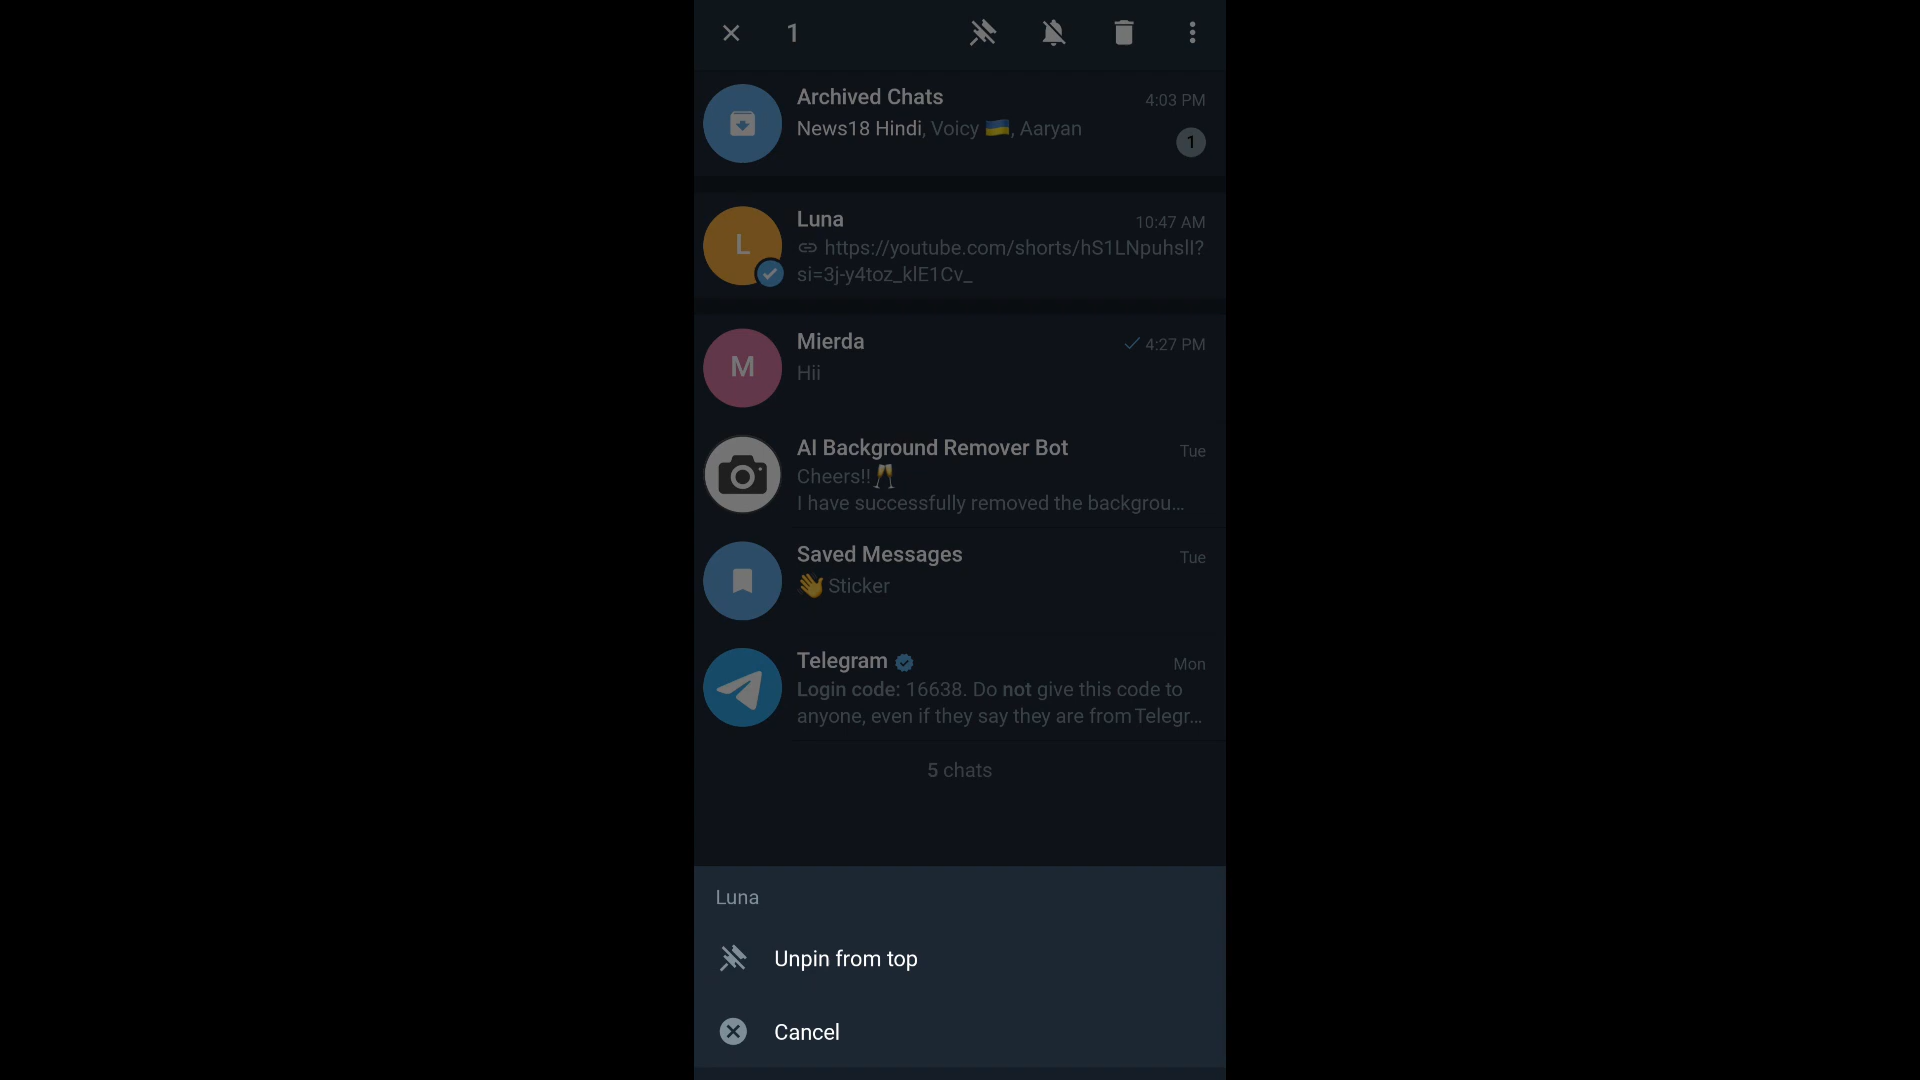 1
Archived Chats
4:03 PM
News18 Hindi, Voicy 🇺🇦, Aaryan
1
L
Luna
10:47 AM
https://youtube.com/shorts/hS1LNpuhsII?
si=3j-y4toz_klE1Cv_
M
Mierda
4:27 PM
Hii
AI Background Remover Bot
Tue
Cheers!!🥂
I have successfully removed the backgrou...
Saved Messages
Tue
👋 Sticker
Telegram
Mon
Login code: 16638. Do not give this code to
anyone, even if they say they are from Telegr...
5 chats
Luna
Unpin from top
Cancel